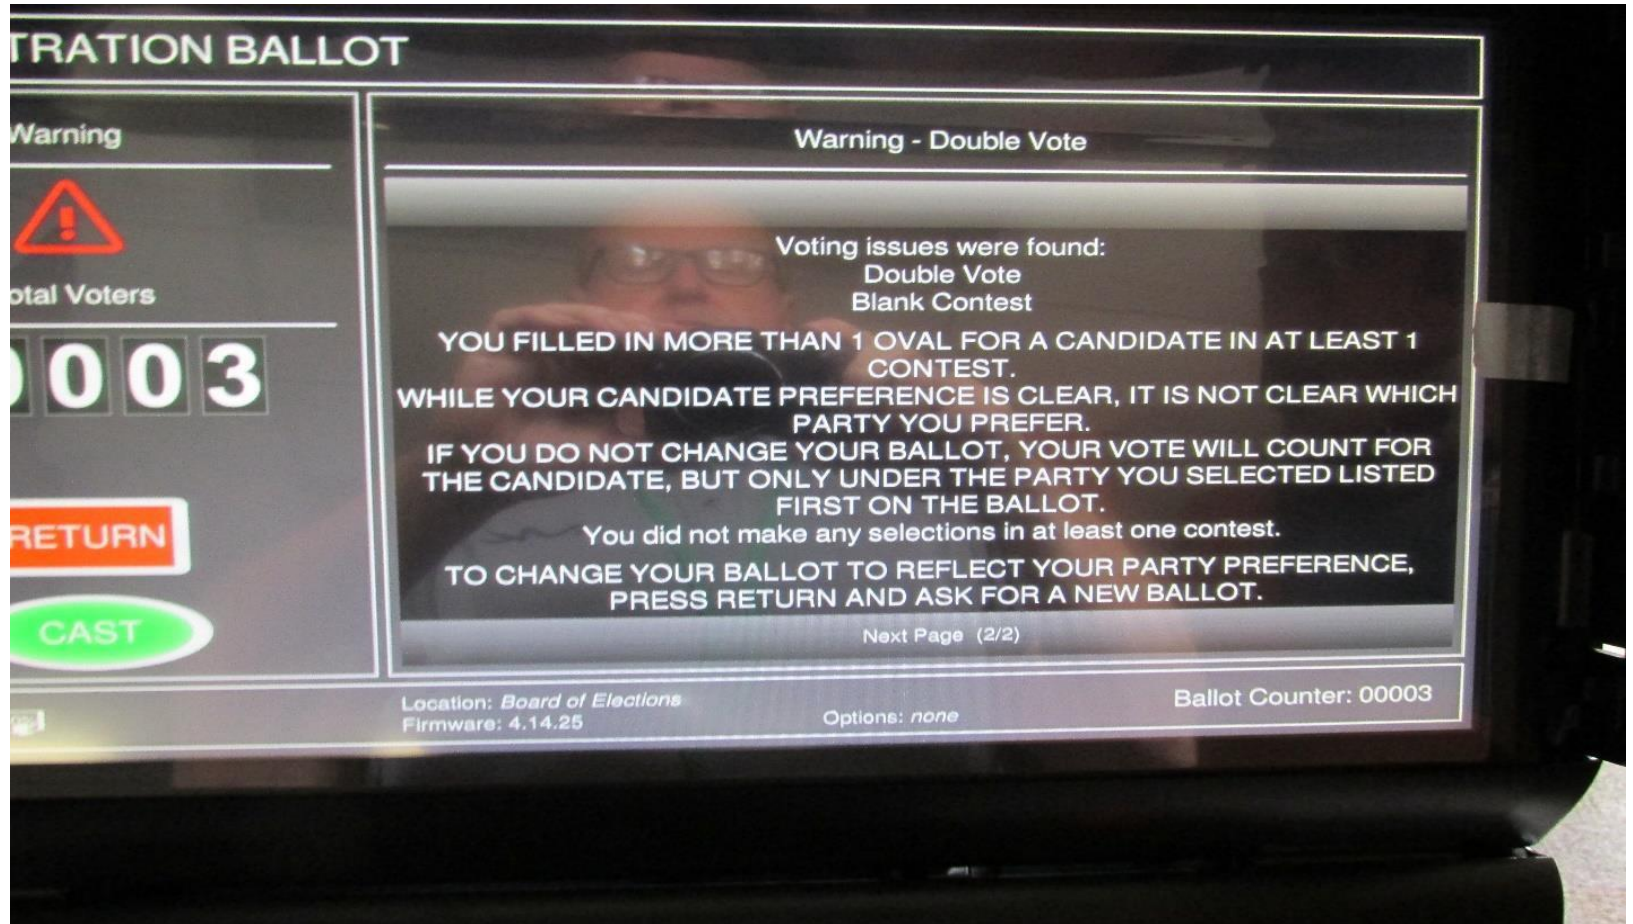 TRATION BALLOT
Warning
otal Voters
0003
RETURN
CAST
Warning - Double Vote
Voting issues were found:
Double Vote
Blank Contest
YOU FILLED IN MORE THAN 1 OVAL FOR A CANDIDATE IN AT LEAST 1
CONTEST.
WHILE YOUR CANDIDATE PREFERENCE IS CLEAR, IT IS NOT CLEAR WHICH
PARTY YOU PREFER.
IF YOU DO NOT CHANGE YOUR BALLOT, YOUR VOTE WILL COUNT FOR
THE CANDIDATE, BUT ONLY UNDER THE PARTY YOU SELECTED LISTED
FIRST ON THE BALLOT.
You did not make any selections in at least one contest.
TO CHANGE YOUR BALLOT TO REFLECT YOUR PARTY PREFERENCE,
PRESS RETURN AND ASK FOR A NEW BALLOT.
Next Page (2/2)
Location: Board of Elections
Firmware: 4.14.25
Options: none
Ballot Counter: 00003